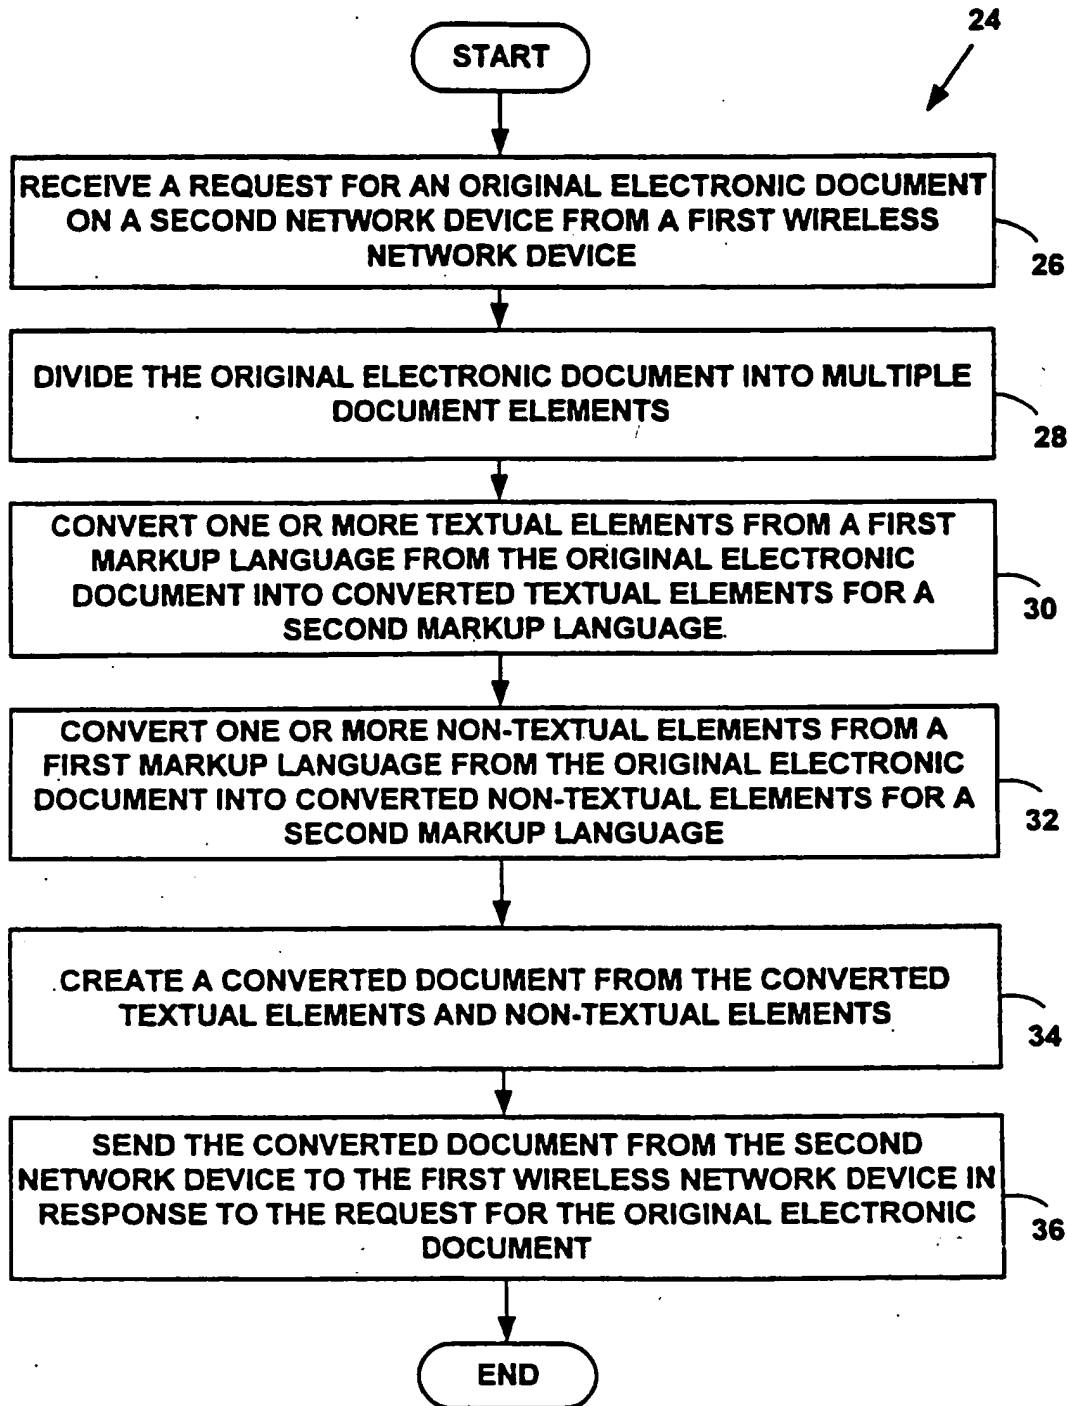 24
START
RECEIVE A REQUEST FOR AN ORIGINAL ELECTRONIC DOCUMENT
ON A SECOND NETWORK DEVICE FROM A FIRST WIRELESS
NETWORK DEVICE
26
DIVIDE THE ORIGINAL ELECTRONIC DOCUMENT INTO MULTIPLE
DOCUMENT ELEMENTS
28
CONVERT ONE OR MORE TEXTUAL ELEMENTS FROM A FIRST
MARKUP LANGUAGE FROM THE ORIGINAL ELECTRONIC
DOCUMENT INTO CONVERTED TEXTUAL ELEMENTS FOR A
SECOND MARKUP LANGUAGE.
30
CONVERT ONE OR MORE NON-TEXTUAL ELEMENTS FROM A
FIRST MARKUP LANGUAGE FROM THE ORIGINAL ELECTRONIC
DOCUMENT INTO CONVERTED NON-TEXTUAL ELEMENTS FOR A
SECOND MARKUP LANGUAGE
32
CREATE A CONVERTED DOCUMENT FROM THE CONVERTED
TEXTUAL ELEMENTS AND NON-TEXTUAL ELEMENTS
34
SEND THE CONVERTED DOCUMENT FROM THE SECOND
NETWORK DEVICE TO THE FIRST WIRELESS NETWORK DEVICE IN
RESPONSE TO THE REQUEST FOR THE ORIGINAL ELECTRONIC
DOCUMENT
36
END